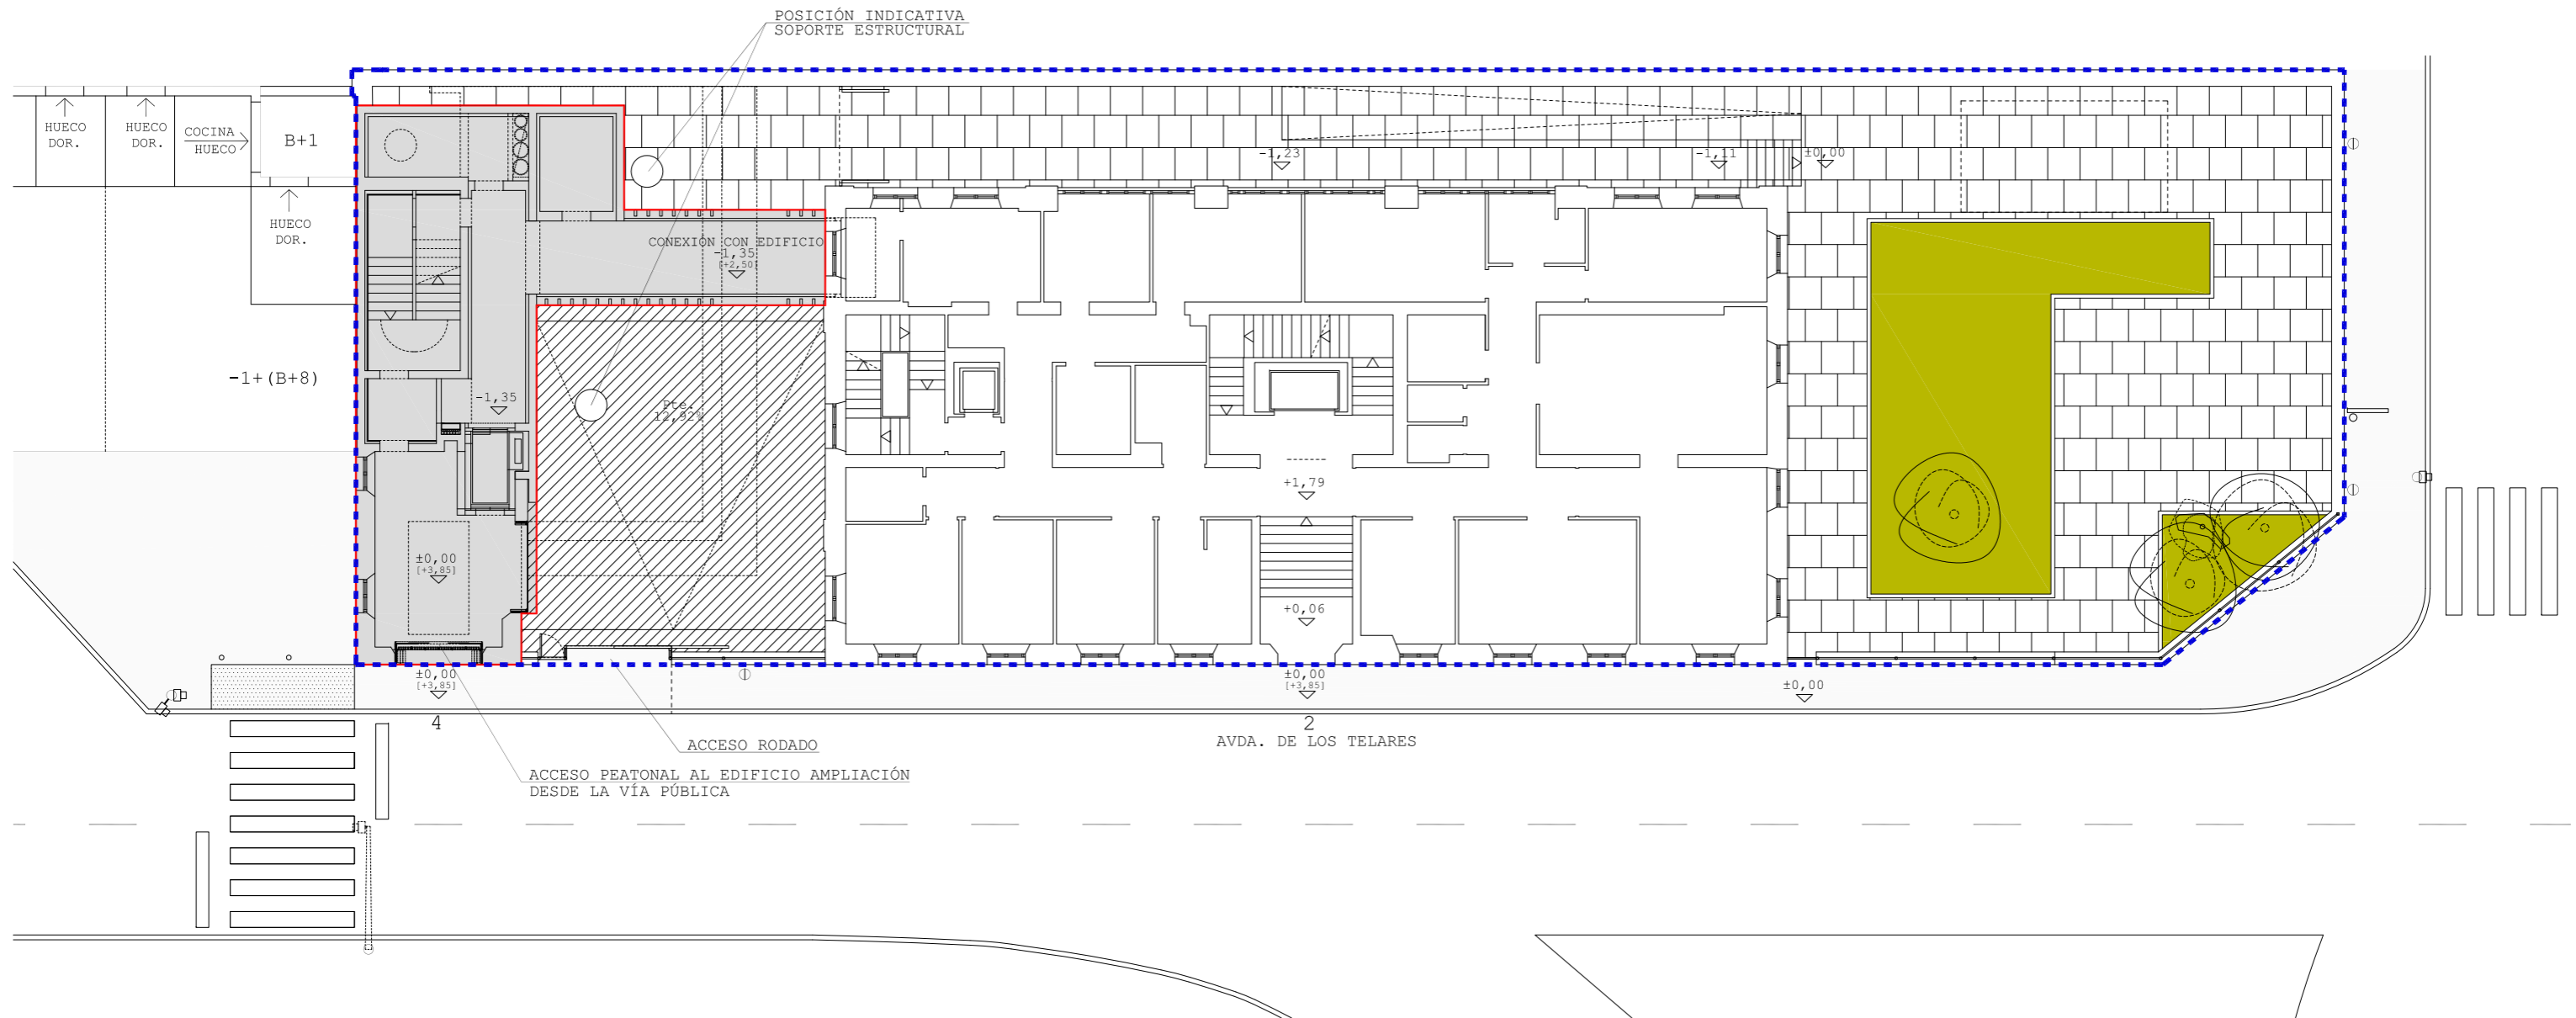 POSICIÓN INDICATIVA
SOPORTE ESTRUCTURAL
HUECO
DOR.
HUECO
DOR.
COCINA
HUECO
B+1
HUECO
DOR.
-1+(B+8)
CONEXIÓN CON EDIFICIO
-1,35
[+2,50]
-1,23
-1,11
±0,00
-1,35
Pte.
12,92%
+1,79
±0,00
[+3,85]
+0,06
±0,00
[+3,85]
±0,00
[+3,85]
±0,00
4
2
AVDA. DE LOS TELARES
ACCESO RODADO
ACCESO PEATONAL AL EDIFICIO AMPLIACIÓN
DESDE LA VÍA PÚBLICA